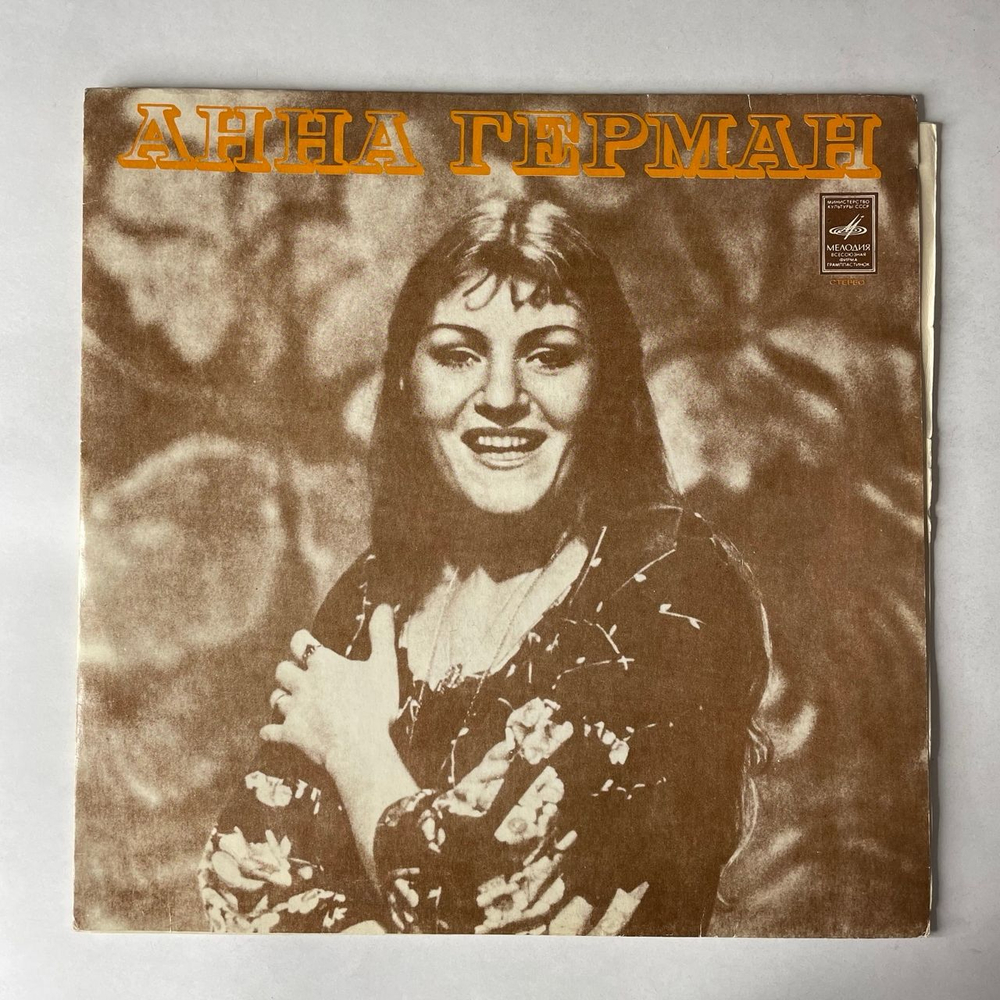 АННА ГЕРМАН
МИНИСТЕРСТВО
КУЛЬТУРЫ СССР
МЕЛОДИЯ
ВСЕСОЮЗНАЯ
ФИРМА
ГРАМПЛАСТИНОК
СТЕРЕО